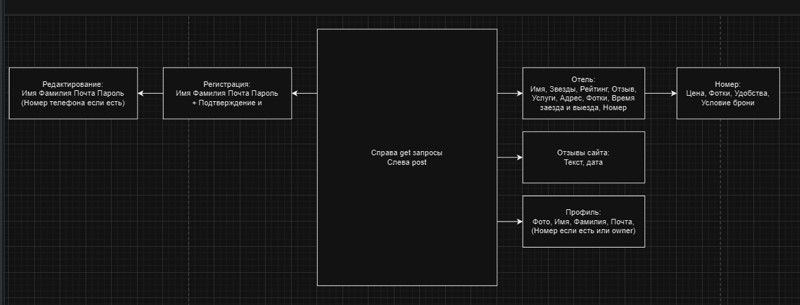 Редактирование:
Имя Фамилия Почта Пароль
(Номер телефона если есть)
Регистрация:
Имя Фамилия Почта Пароль
+ Подтверждение и
Справа get запросы
Слева post
Отель:
Имя, Звезды, Рейтинг, Отзыв,
Услуги, Адрес, Фотки, Время
заезда и выезда, Номер
Номер:
Цена, Фотки, Удобства,
Условие брони
Отзывы сайта:
Текст, дата
Профиль:
Фото, Имя, Фамилия, Почта,
(Номер если есть или owner)